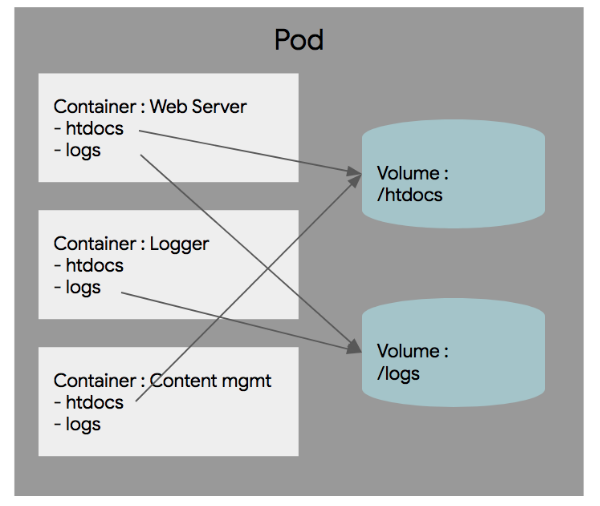 Pod
Container : Web Server
- htdocs
- logs
Container : Logger
- htdocs
- logs
Container : Content mgmt
- htdocs
- logs
Volume :
/htdocs
Volume :
/logs